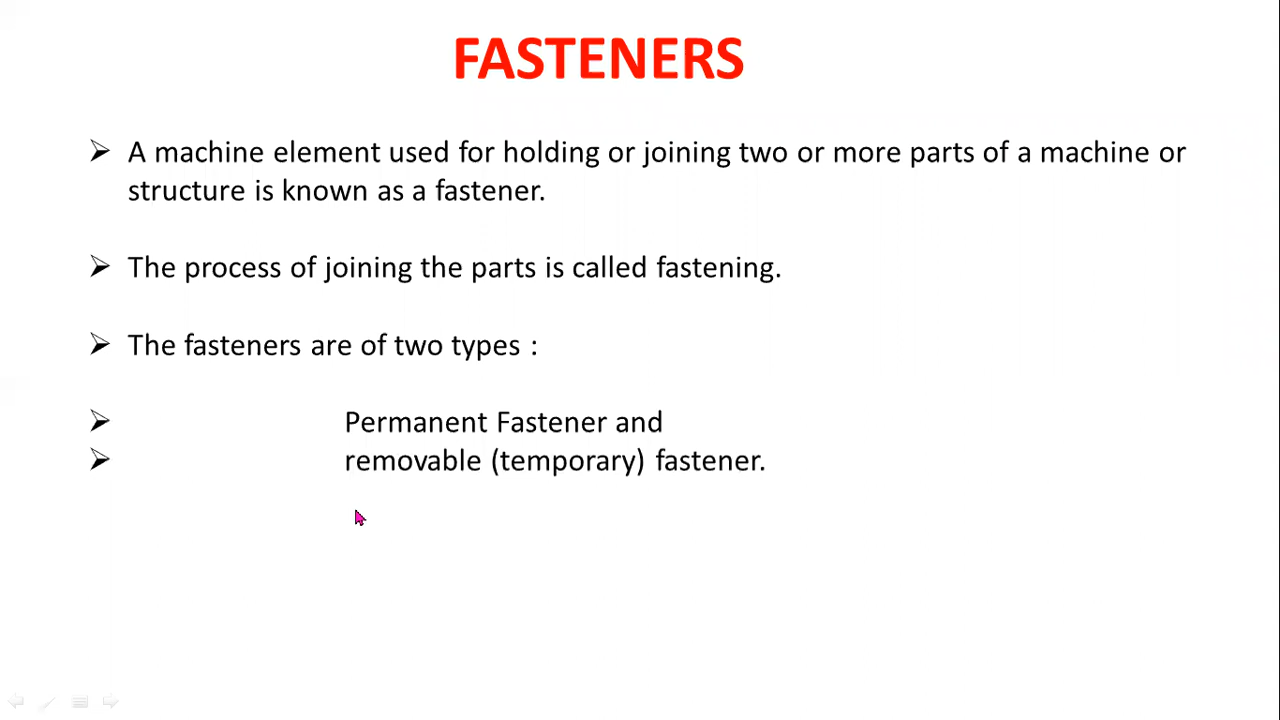 FASTENERS
➢ A machine element used for holding or joining two or more parts of a machine or
structure is known as a fastener.
➢ The process of joining the parts is called fastening.
➢ The fasteners are of two types :
➢ Permanent Fastener and
➢ removable (temporary) fastener.